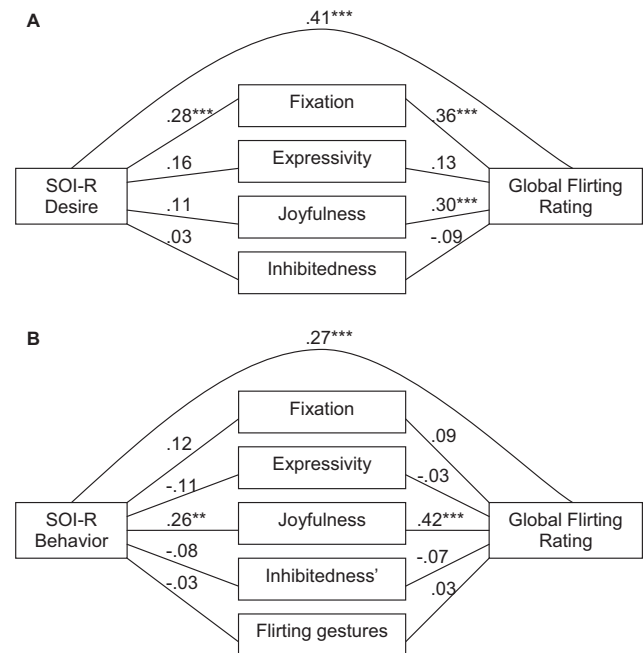 A
.41***
Fixation
.28***
.36***
Expressivity
.16
.13
SOI-R
Desire
Global Flirting
Rating
.11
Joyfulness
.30***
.03
-.09
Inhibitedness
B
.27***
Fixation
.12
.09
Expressivity
-.11
-.03
SOI-R
Behavior
.26**
Joyfulness
.42***
Global Flirting
Rating
-.08
-.07
Inhibitedness’
-.03
.03
Flirting gestures